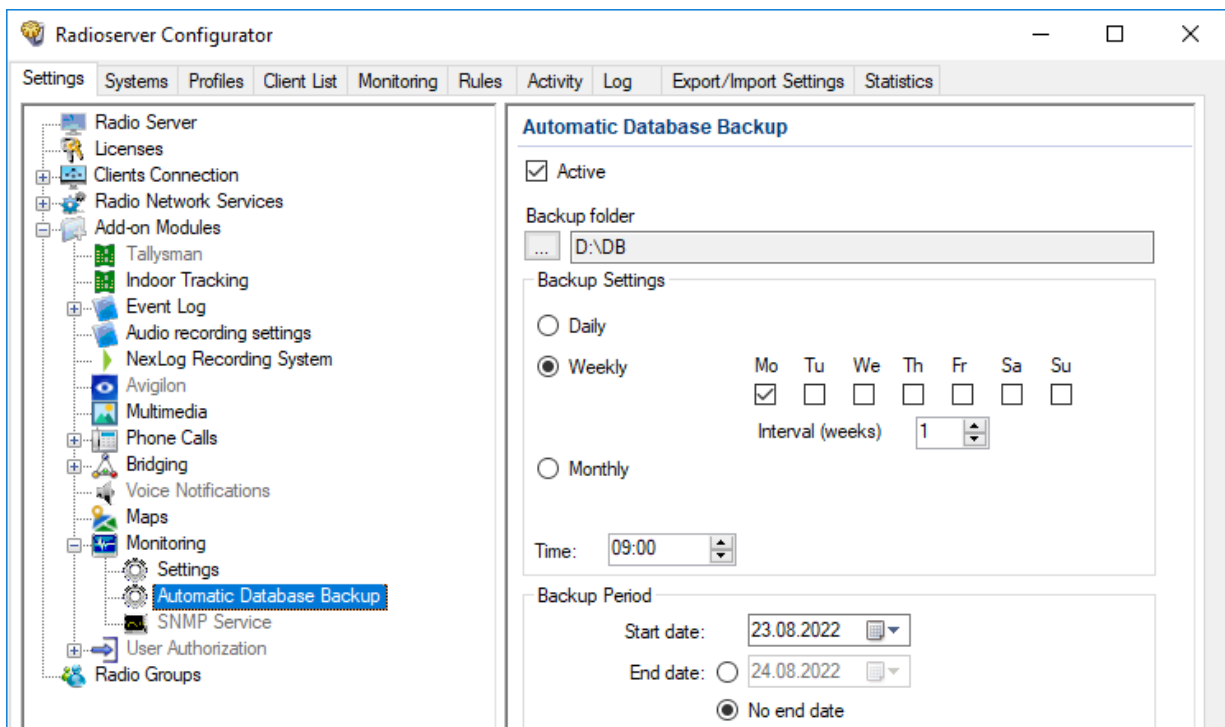 Radioserver Configurator
Settings Systems Profiles Client List Monitoring Rules Activity Log Export/Import Settings Statistics
Radio Server
Licenses
Clients Connection
Radio Network Services
Add-on Modules
Tallysman
Indoor Tracking
Event Log
Audio recording settings
NexLog Recording System
Avigilon
Multimedia
Phone Calls
Bridging
Voice Notifications
Maps
Monitoring
Settings
Automatic Database Backup
SNMP Service
User Authorization
Radio Groups
Automatic Database Backup
Active
Backup folder
... D:\DB
Backup Settings
Daily
Weekly Mo Tu We Th Fr Sa Su
Interval (weeks) 1
Monthly
Time: 09:00
Backup Period
Start date: 23.08.2022
End date: 24.08.2022
No end date